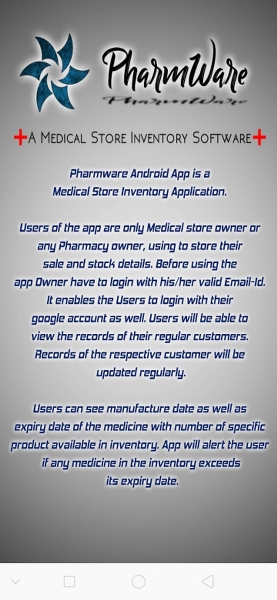 PharmWare
PharmWare
+A Medical Store Inventory Software+
Pharmware Android App is a
Medical Store Inventory Application.
Users of the app are only Medical store owner or
any Pharmacy owner, using to store their
sale and stock details. Before using the
app Owner have to login with his/her valid Email-Id.
It enables the Users to login with their
google account as well. Users will be able to
view the records of their regular customers.
Records of the respective customer will be
updated regularly.
Users can see manufacture date as well as
expiry date of the medicine with number of specific
product available in inventory. App will alert the user
if any medicine in the inventory exceeds
its expiry date.